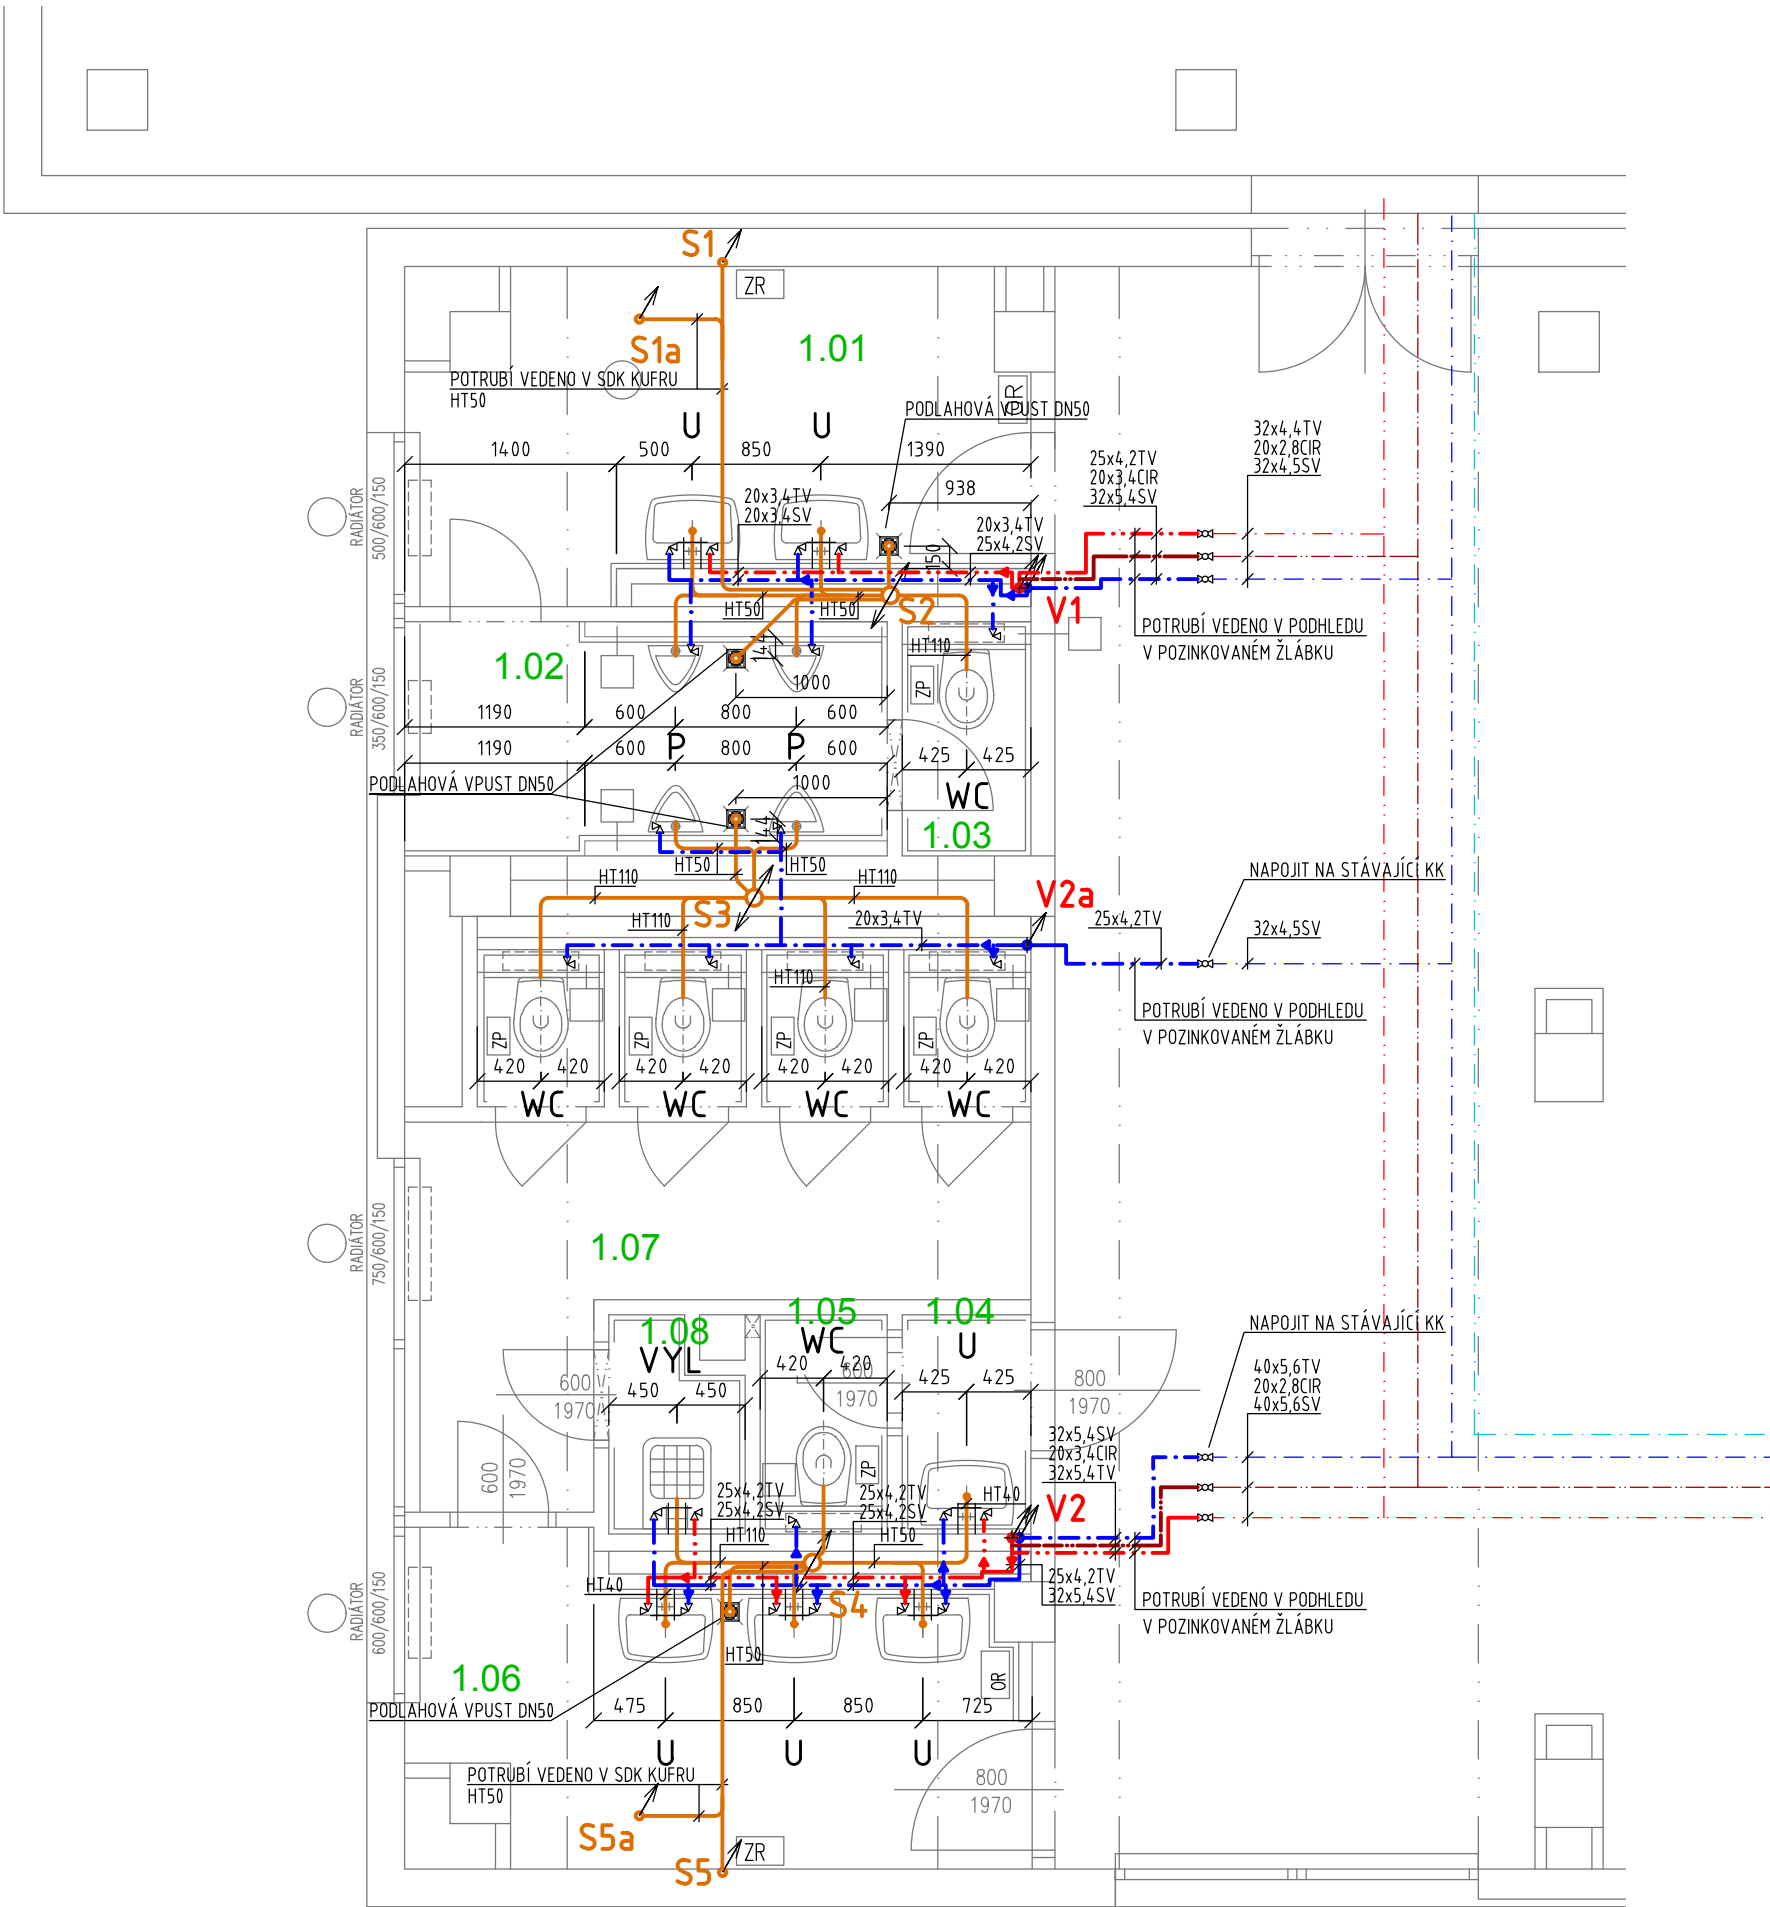 S1
ZR
S1a
1.01
POTRUBÍ VEDENO V SDK KUFRU
HT50
OR
PODLAHOVÁ VPUST DN50
U
U
1400
500
850
1390
938
32x4,4TV
20x2,8CIR
32x4,5SV
25x4,2TV
20x3,4CIR
32x5,4SV
RADIÁTOR
500/600/150
20x3,4TV
20x3,4SV
20x3,4TV
25x4,2SV
150
HT50
HT50
S2
V1
POTRUBÍ VEDENO V PODHLEDU
V POZINKOVANÉM ŽLÁBKU
1.02
144
HT110
ZP
1000
RADIÁTOR
350/600/150
1190
600
800
600
P
P
1190
600
800
600
425
425
PODLAHOVÁ VPUST DN50
1000
WC
1.03
144
HT50
HT50
HT110
HT110
NAPOJIT NA STÁVAJÍCÍ KK
V2a
S3
HT110
20x3,4TV
25x4,2TV
32x4,5SV
HT110
POTRUBÍ VEDENO V PODHLEDU
V POZINKOVANÉM ŽLÁBKU
ZP
ZP
ZP
ZP
420
420
420
420
420
420
420
420
WC
WC
WC
WC
RADIÁTOR
750/600/150
1.07
1.08
1.05
1.04
NAPOJIT NA STÁVAJÍCÍ KK
VYL
WC
U
600
1970
450
450
420
420
600
1970
425
425
800
1970
40x5,6TV
20x2,8CIR
40x5,6SV
32x5,4SV
20x3,4CIR
32x5,4TV
600
1970
ZP
25x4,2TV
25x4,2SV
25x4,2TV
25x4,2SV
HT40
V2
HT110
HT50
HT40
25x4,2TV
32x5,4SV
POTRUBÍ VEDENO V PODHLEDU
V POZINKOVANÉM ŽLÁBKU
S4
RADIÁTOR
600/600/150
HT50
OR
1.06
PODLAHOVÁ VPUST DN50
475
850
850
725
U
U
U
POTRUBÍ VEDENO V SDK KUFRU
HT50
800
1970
S5a
ZR
S5